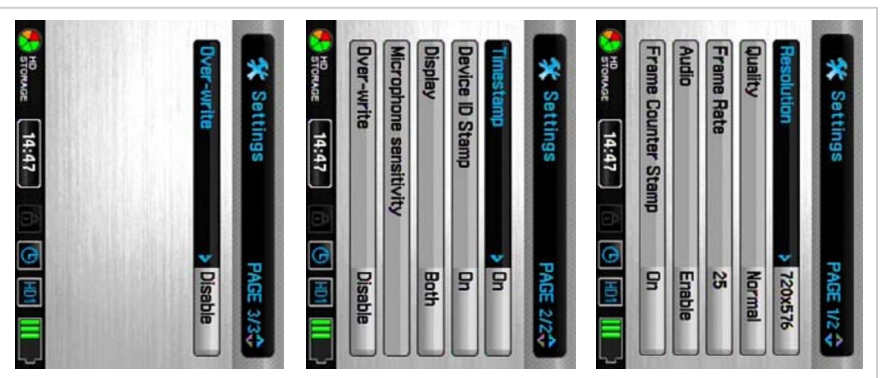 Settings PAGE 1/2
Resolution 720x576
Quality Normal
Frame Rate 25
Audio Enable
Frame Counter Stamp On
HD STORAGE 14:47 HD1
Settings PAGE 2/2
Timestamp On
Device ID Stamp On
Display Both
Microphone sensitivity
Over-write Disable
HD STORAGE 14:47 HD1
Settings PAGE 3/3
Over-write Disable
HD STORAGE 14:47 HD1